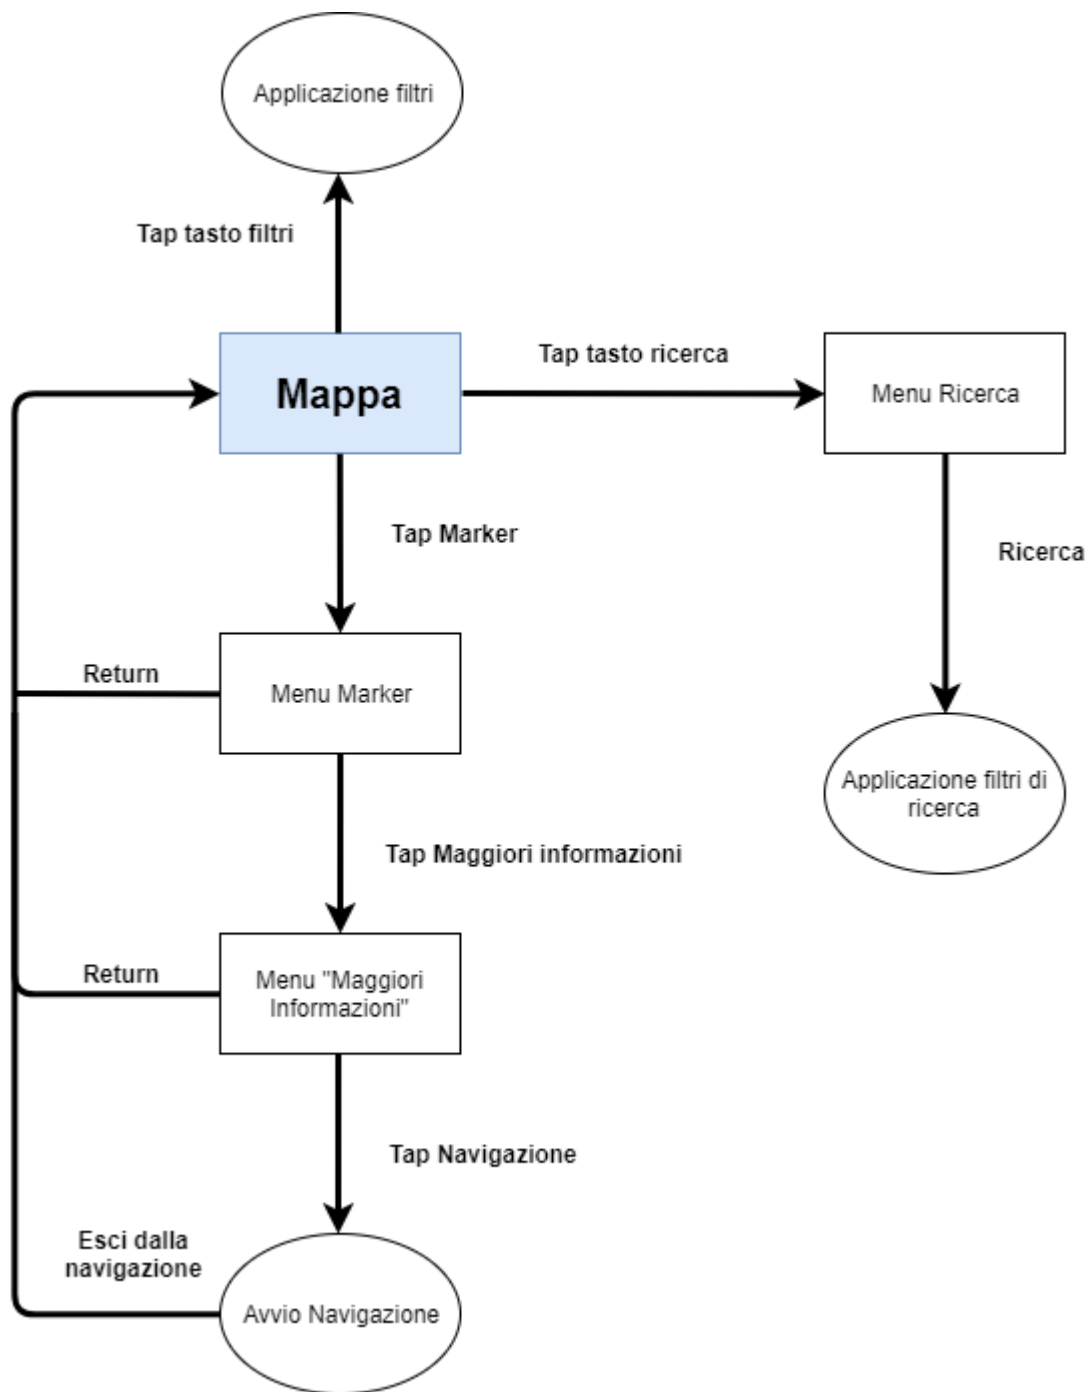 Applicazione filtri
Tap tasto filtri
Tap tasto ricerca
Mappa
Menu Ricerca
Tap Marker
Ricerca
Return
Menu Marker
Applicazione filtri di
ricerca
Tap Maggiori informazioni
Return
Menu "Maggiori
Informazioni"
Tap Navigazione
Esci dalla
navigazione
Avvio Navigazione